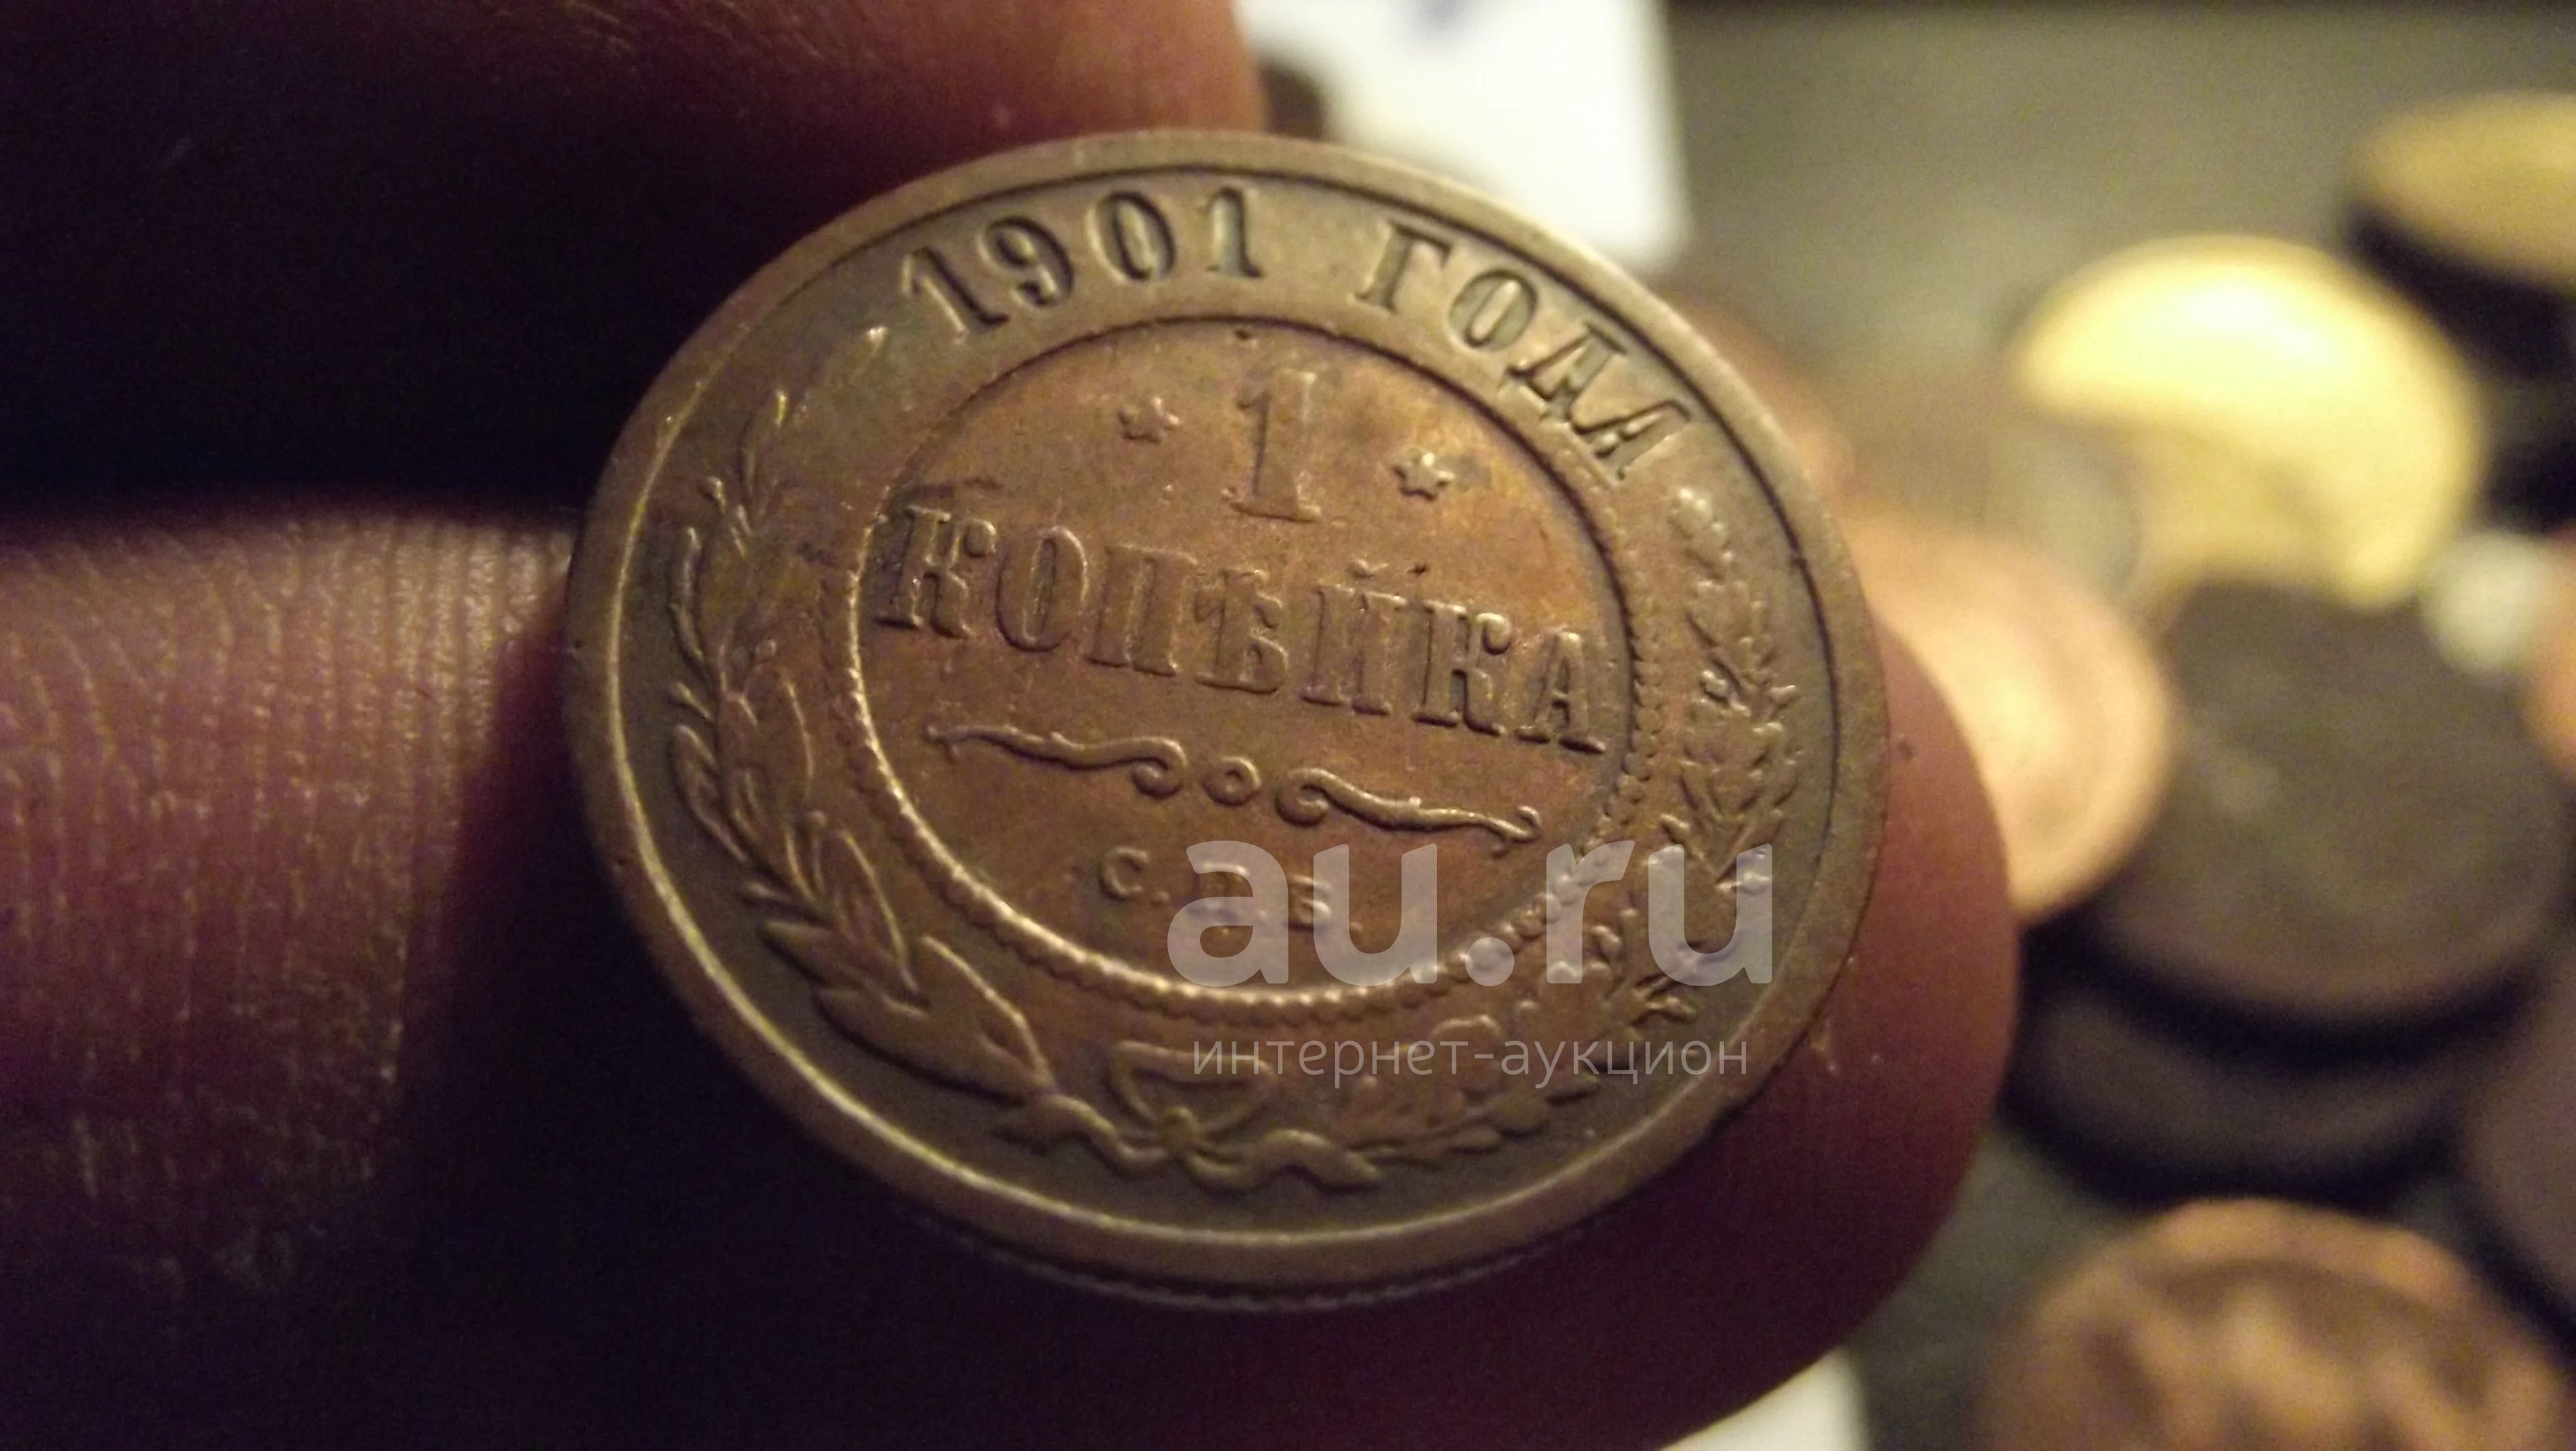 1901 ГОДА
* 1 *
КОПѢЙКА
С.П.Б.
au.ru
интернет-аукцион